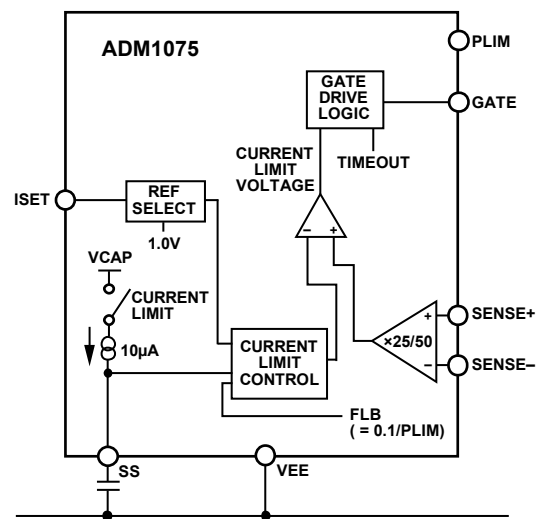 ADM1075
PLIM
GATE
DRIVE
LOGIC
GATE
CURRENT
LIMIT
VOLTAGE
TIMEOUT
ISET
REF
SELECT
1.0V
– +
VCAP
CURRENT
LIMIT
10µA
CURRENT
LIMIT
CONTROL
+
×25/50
–
SENSE+
SENSE–
FLB
( = 0.1/PLIM)
SS
VEE